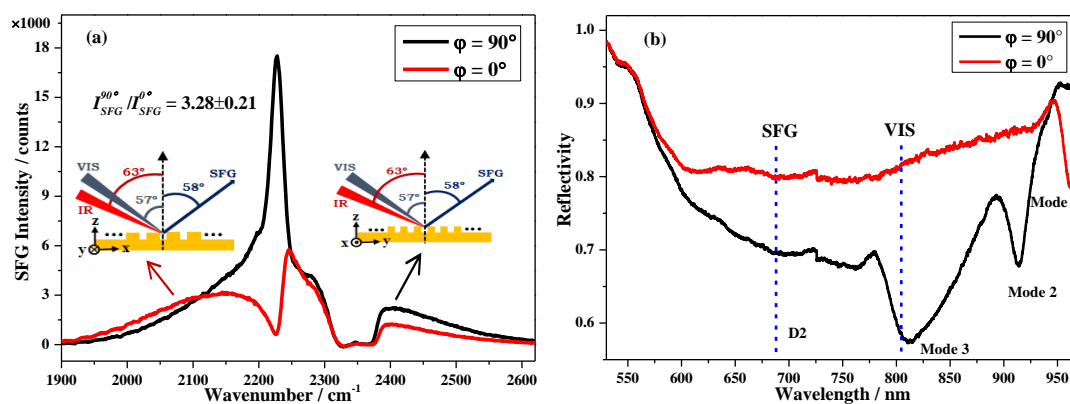 ×1000
(a)
φ = 90°
φ = 0°
I_SFG^90° / I_SFG^0° = 3.28±0.21
VIS
63°
58°
SFG
IR
57°
z
y
x
VIS
63°
58°
SFG
IR
57°
z
x
y
SFG Intensity / counts
18
15
12
9
6
3
0
1900 2000 2100 2200 2300 2400 2500 2600
Wavenumber / cm⁻¹
(b)
φ = 90°
φ = 0°
SFG
VIS
Mode
Mode 2
Mode 3
D2
Reflectivity
1.0
0.9
0.8
0.7
0.6
550 600 650 700 750 800 850 900 950
Wavelength / nm